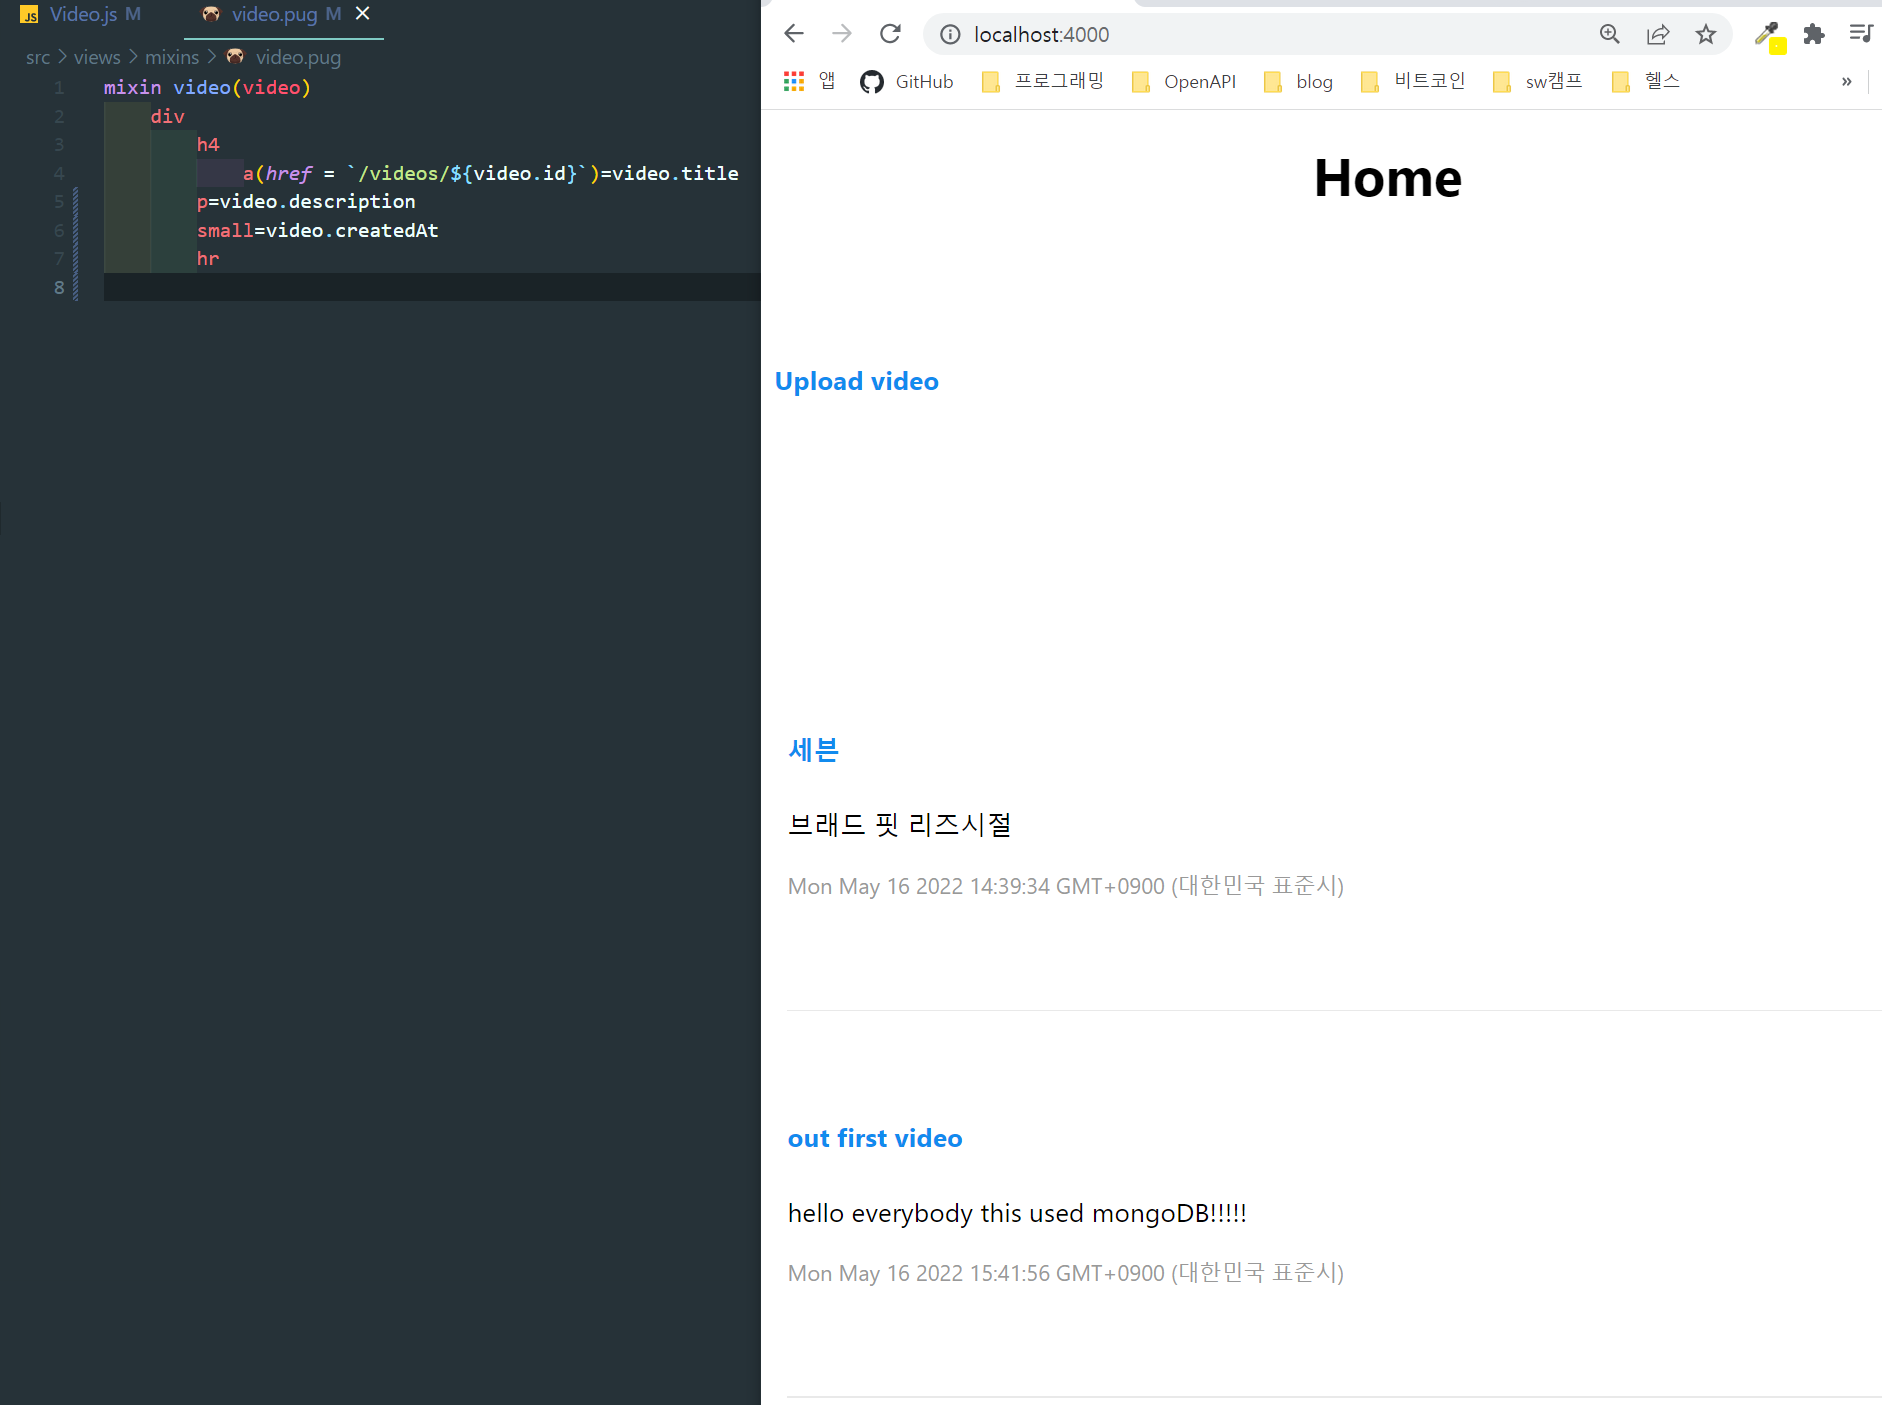 Video.js M
video.pug M
src > views > mixins > video.pug
1 mixin video(video)
2 div
3 h4
4 a(href = `/videos/${video.id}`)=video.title
5 p=video.description
6 small=video.createdAt
7 hr
8
localhost:4000
앱 GitHub 프로그래밍 OpenAPI blog 비트코인 sw캠프 헬스 »
Home
Upload video
세븐
브래드 핏 리즈시절
Mon May 16 2022 14:39:34 GMT+0900 (대한민국 표준시)
out first video
hello everybody this used mongoDB!!!!!
Mon May 16 2022 15:41:56 GMT+0900 (대한민국 표준시)